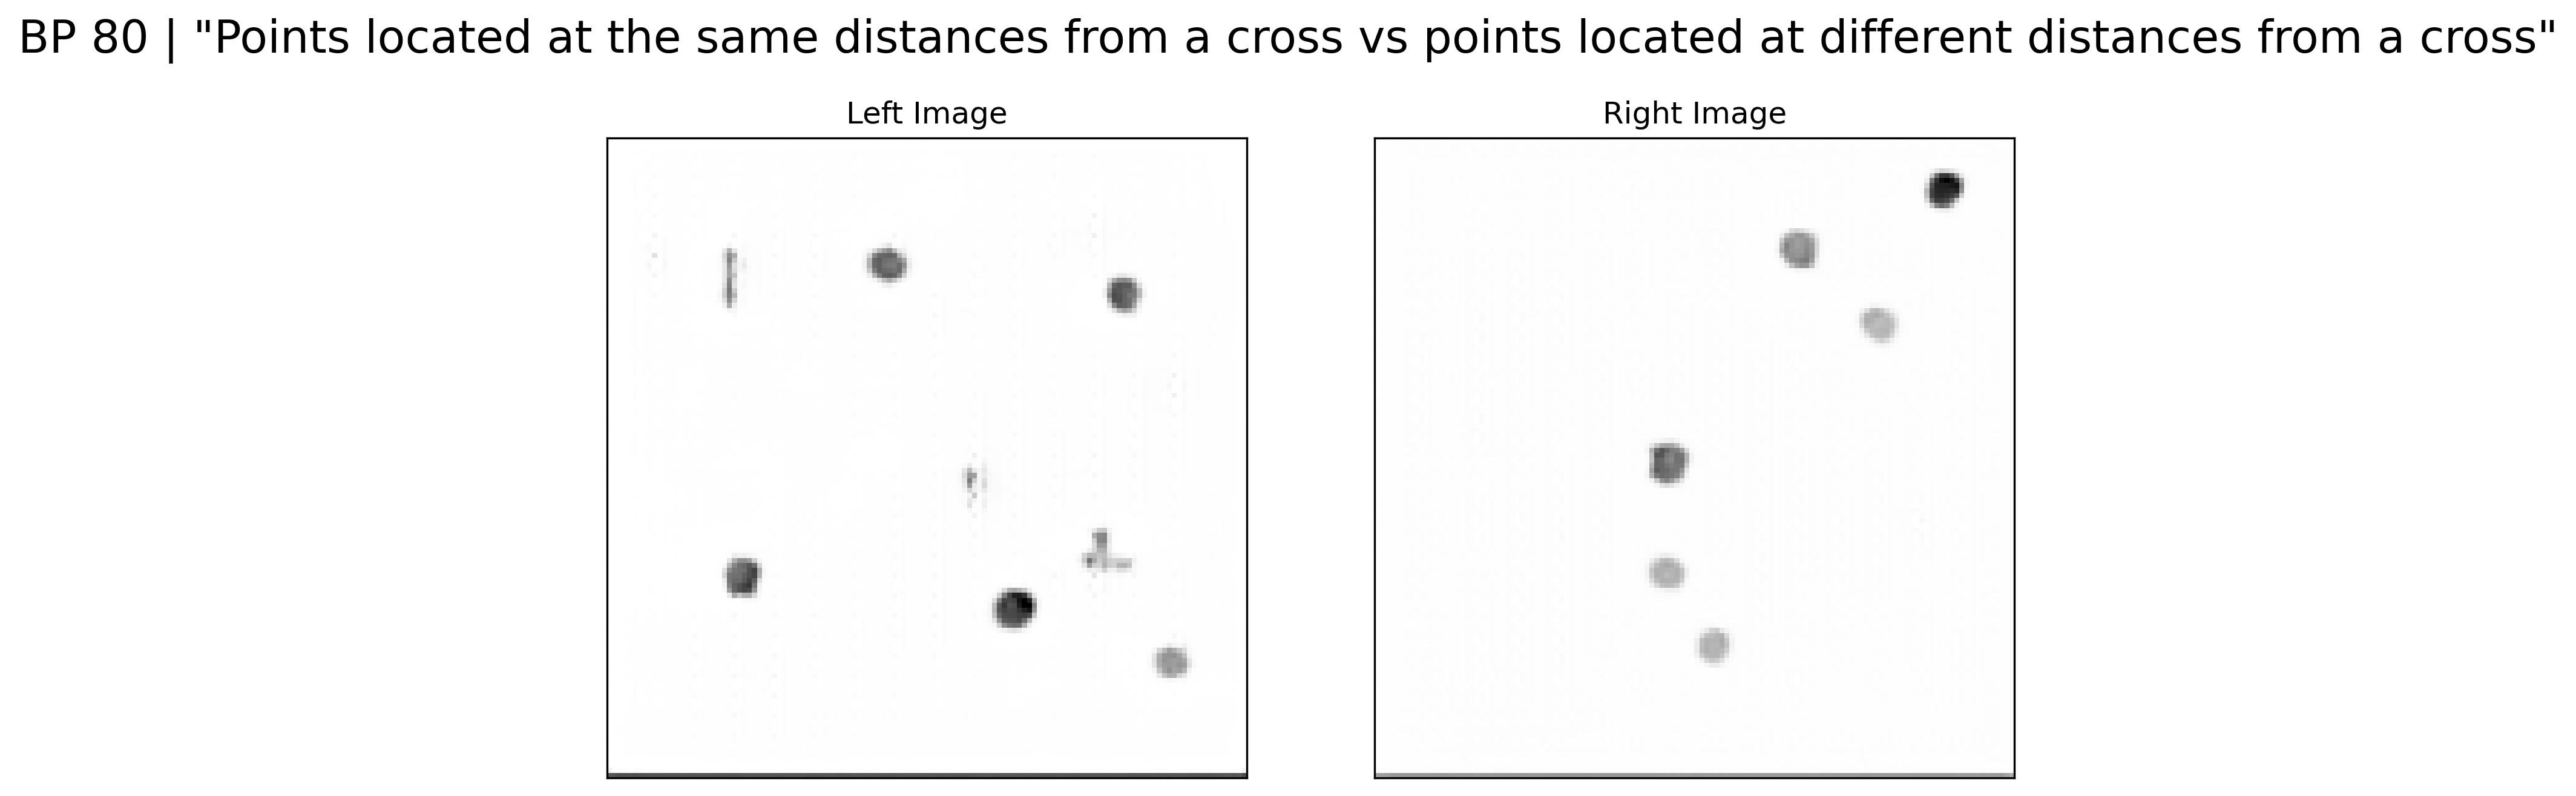 BP 80 | "Points located at the same distances from a cross vs points located at different distances from a cross"
Left Image
Right Image